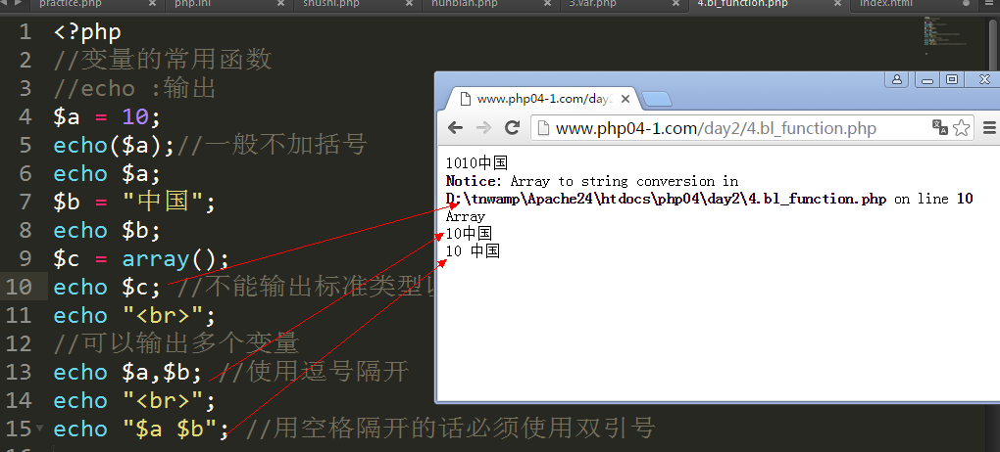 practice.php php.ini shushi.php hunbian.php 3.var.php 4.bl_function.php index.html
1 <?php
2 //变量的常用函数
3 //echo :输出
4 $a = 10;
5 echo($a);//一般不加括号
6 echo $a;
7 $b = "中国";
8 echo $b;
9 $c = array();
10 echo $c; //不能输出标准类型
11 echo "<br>";
12 //可以输出多个变量
13 echo $a,$b; //使用逗号隔开
14 echo "<br>";
15 echo "$a $b"; //用空格隔开的话必须使用双引号
www.php04-1.com/day2
www.php04-1.com/day2/4.bl_function.php
1010中国
Notice: Array to string conversion in
D:\tnwamp\Apache24\htdocs\php04\day2\4.bl_function.php on line 10
Array
10中国
10 中国